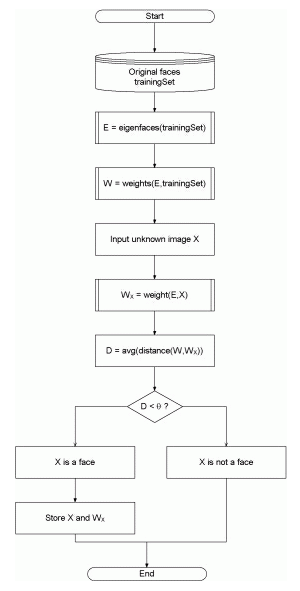 Start
Original faces
trainingSet
E = eigenfaces(trainingSet)
W = weights(E,trainingSet)
Input unknown image X
Wx = weight(E,X)
D = avg(distance(W,Wx))
D < θ ?
X is a face
X is not a face
Store X and Wx
End